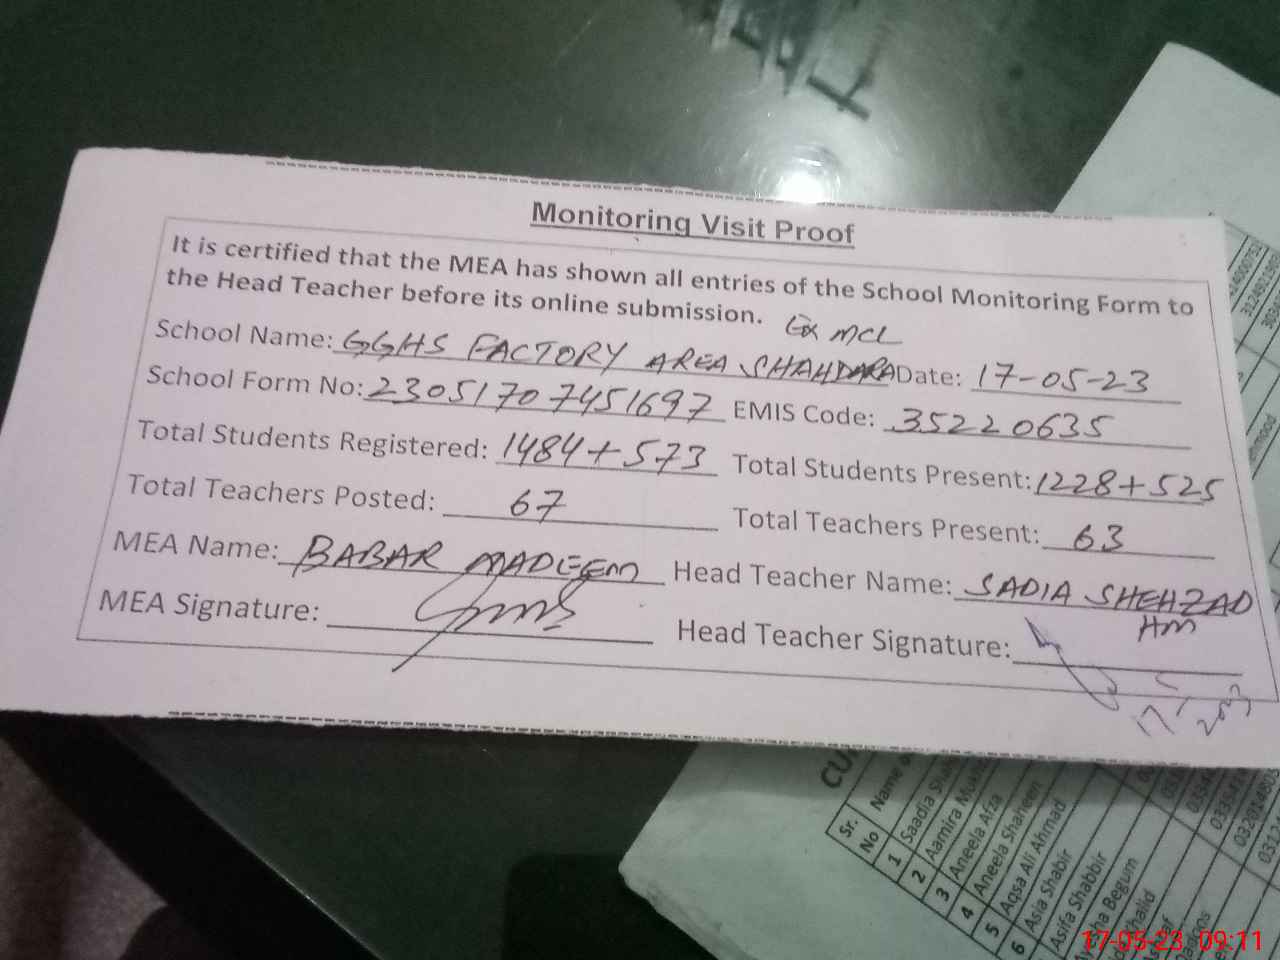 Monitoring Visit Proof
It is certified that the MEA has shown all entries of the School Monitoring Form to
the Head Teacher before its online submission.
Ex MCL
School Name: GGHS FACTORY AREA SHAHDARA Date: 17-05-23
School Form No: 23051707451697 EMIS Code: 35220635
Total Students Registered: 1484+573 Total Students Present: 1228+525
Total Teachers Posted: 67 Total Teachers Present: 63
MEA Name: BABAR NADEEM Head Teacher Name: SADIA SHEHZAD
HM
MEA Signature: Head Teacher Signature:
17-5-2023
Sr. No Name
1 Saadia
2 Aamira
3 Aneela Afza
4 Aneela Shaheen
5 Aqsa Ali Ahmad
6 Asia Shabir
Asifa Shabbir
Begum
17-05-23 09:11